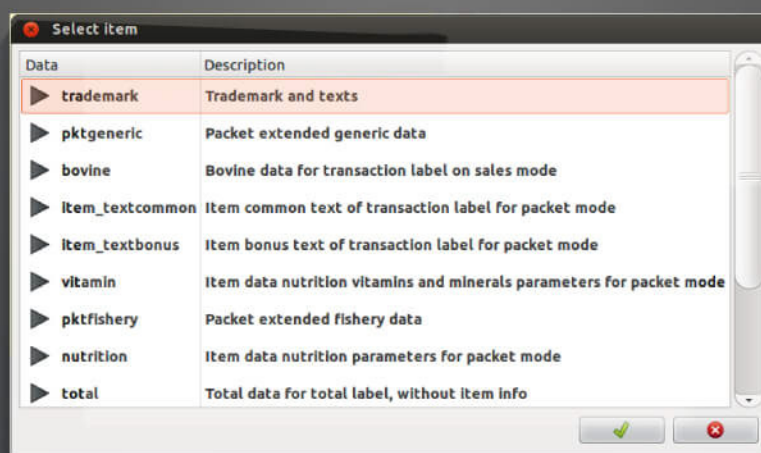 Select item
Data Description
trademark Trademark and texts
pktgeneric Packet extended generic data
bovine Bovine data for transaction label on sales mode
item_textcommon Item common text of transaction label for packet mode
item_textbonus Item bonus text of transaction label for packet mode
vitamin Item data nutrition vitamins and minerals parameters for packet mode
pktfishery Packet extended fishery data
nutrition Item data nutrition parameters for packet mode
total Total data for total label, without item info